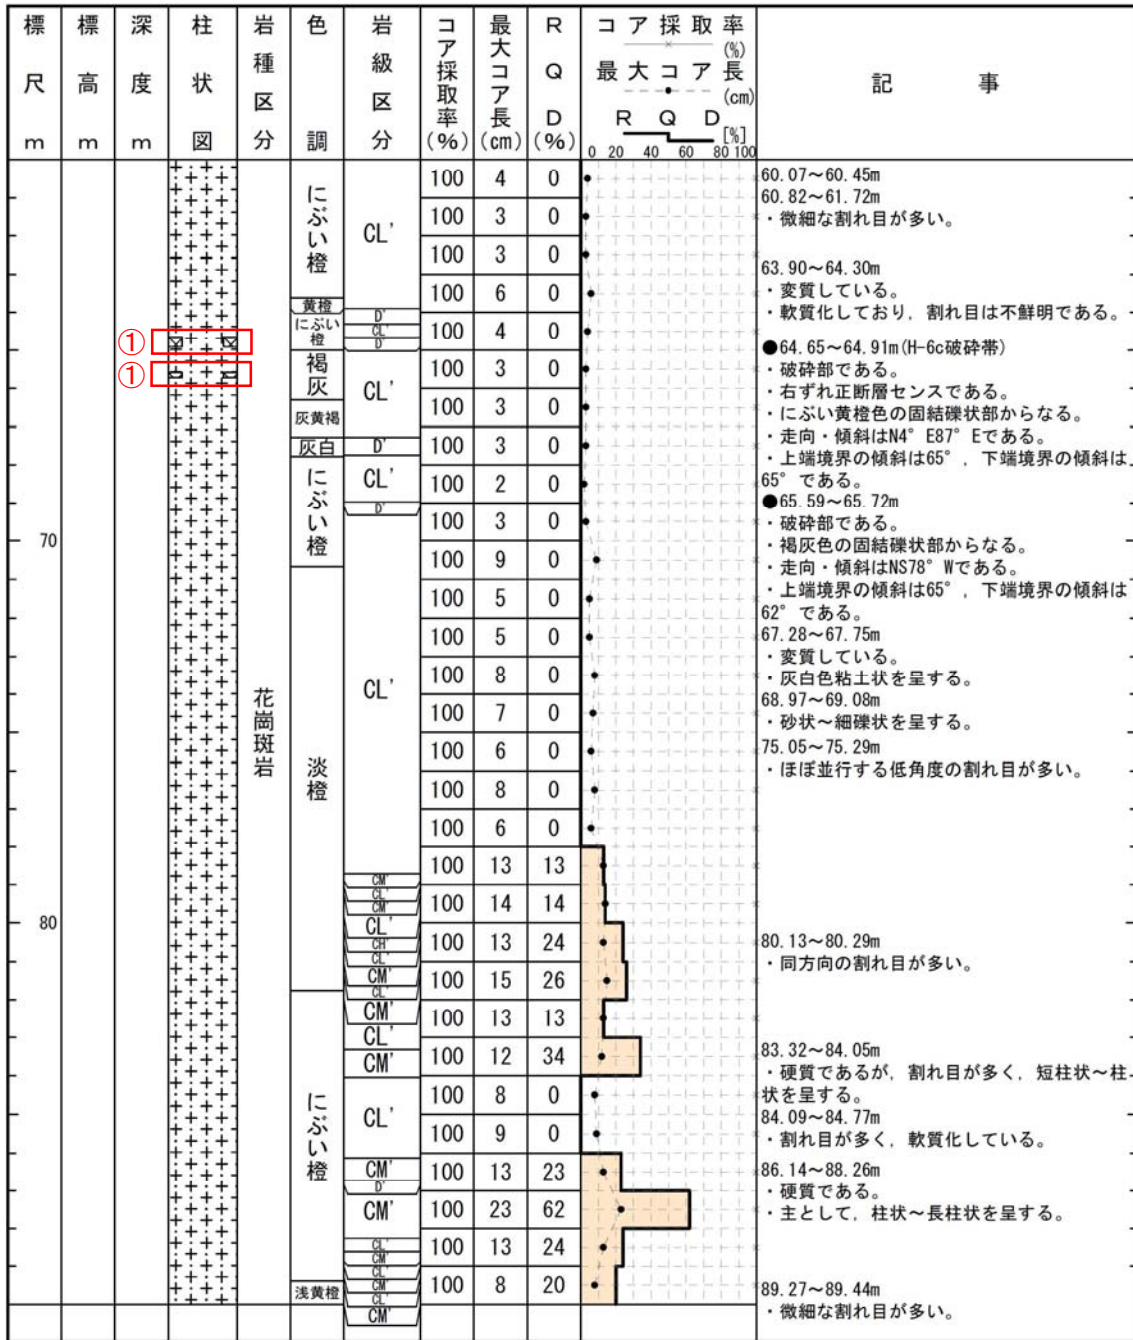 標尺m
標高m
深度m
柱状図
岩種区分
色調
岩級区分
コア採取率(%)
最大コア長(cm)
RQD(%)
コア採取率(%)
最大コア長(cm)
RQD[%]
0 20 40 60 80 100
記事
70
80
①
①
花崗斑岩
にぶい橙
黄橙
にぶい橙
褐灰
灰黄褐
灰白
にぶい橙
淡橙
にぶい橙
浅黄橙
CL'
D'
CL'
D'
CL'
D'
CL'
D'
CL'
CM'
CL'
CM'
CL'
CH'
CL'
CM'
CL'
CM'
CL'
CM'
CL'
CM'
D'
CM'
CL'
CM'
CL'
CM'
CL'
CM'
100 4 0
100 3 0
100 3 0
100 6 0
100 4 0
100 3 0
100 3 0
100 3 0
100 2 0
100 3 0
100 9 0
100 5 0
100 5 0
100 8 0
100 7 0
100 6 0
100 8 0
100 6 0
100 13 13
100 14 14
100 13 24
100 15 26
100 13 13
100 12 34
100 8 0
100 9 0
100 13 23
100 23 62
100 13 24
100 8 20
60.07～60.45m
60.82～61.72m
・微細な割れ目が多い。
63.90～64.30m
・変質している。
・軟質化しており，割れ目は不鮮明である。
●64.65～64.91m(H-6c破砕帯)
・破砕部である。
・右ずれ正断層センスである。
・にぶい黄橙色の固結礫状部からなる。
・走向・傾斜はN4°E87°Eである。
・上端境界の傾斜は65°，下端境界の傾斜は
65°である。
●65.59～65.72m
・破砕部である。
・褐灰色の固結礫状部からなる。
・走向・傾斜はNS78°Wである。
・上端境界の傾斜は65°，下端境界の傾斜は
62°である。
67.28～67.75m
・変質している。
・灰白色粘土状を呈する。
68.97～69.08m
・砂状～細礫状を呈する。
75.05～75.29m
・ほぼ並行する低角度の割れ目が多い。
80.13～80.29m
・同方向の割れ目が多い。
83.32～84.05m
・硬質であるが，割れ目が多く，短柱状～柱
状を呈する。
84.09～84.77m
・割れ目が多く，軟質化している。
86.14～88.26m
・硬質である。
・主として，柱状～長柱状を呈する。
89.27～89.44m
・微細な割れ目が多い。